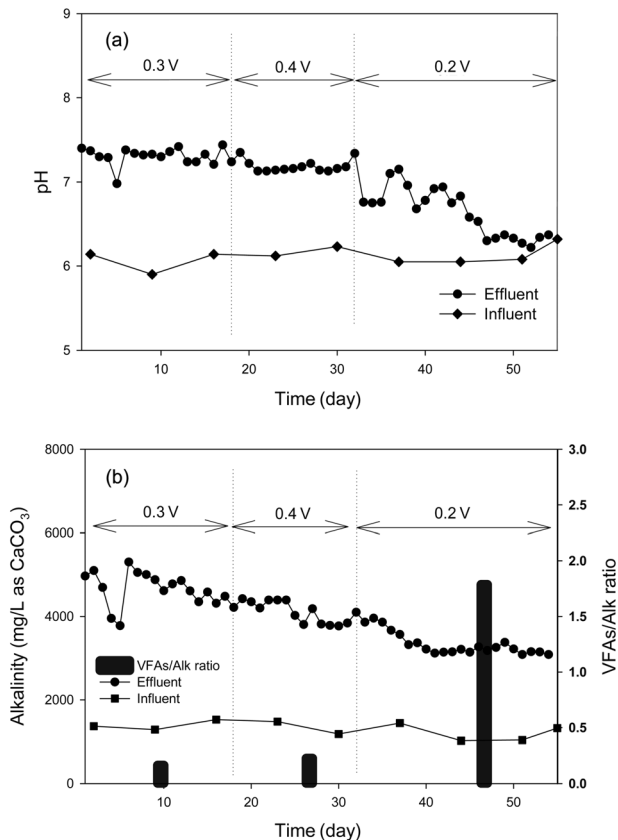 (a)
0.3 V
0.4 V
0.2 V
9
8
7
6
5
pH
Effluent
Influent
10
20
30
40
50
Time (day)
(b)
8000
6000
4000
2000
0
Alkalinity (mg/L as CaCO3)
0.3 V
0.4 V
0.2 V
3.0
2.5
2.0
1.5
1.0
0.5
0.0
VFAs/Alk ratio
VFAs/Alk ratio
Effluent
Influent
10
20
30
40
50
Time (day)